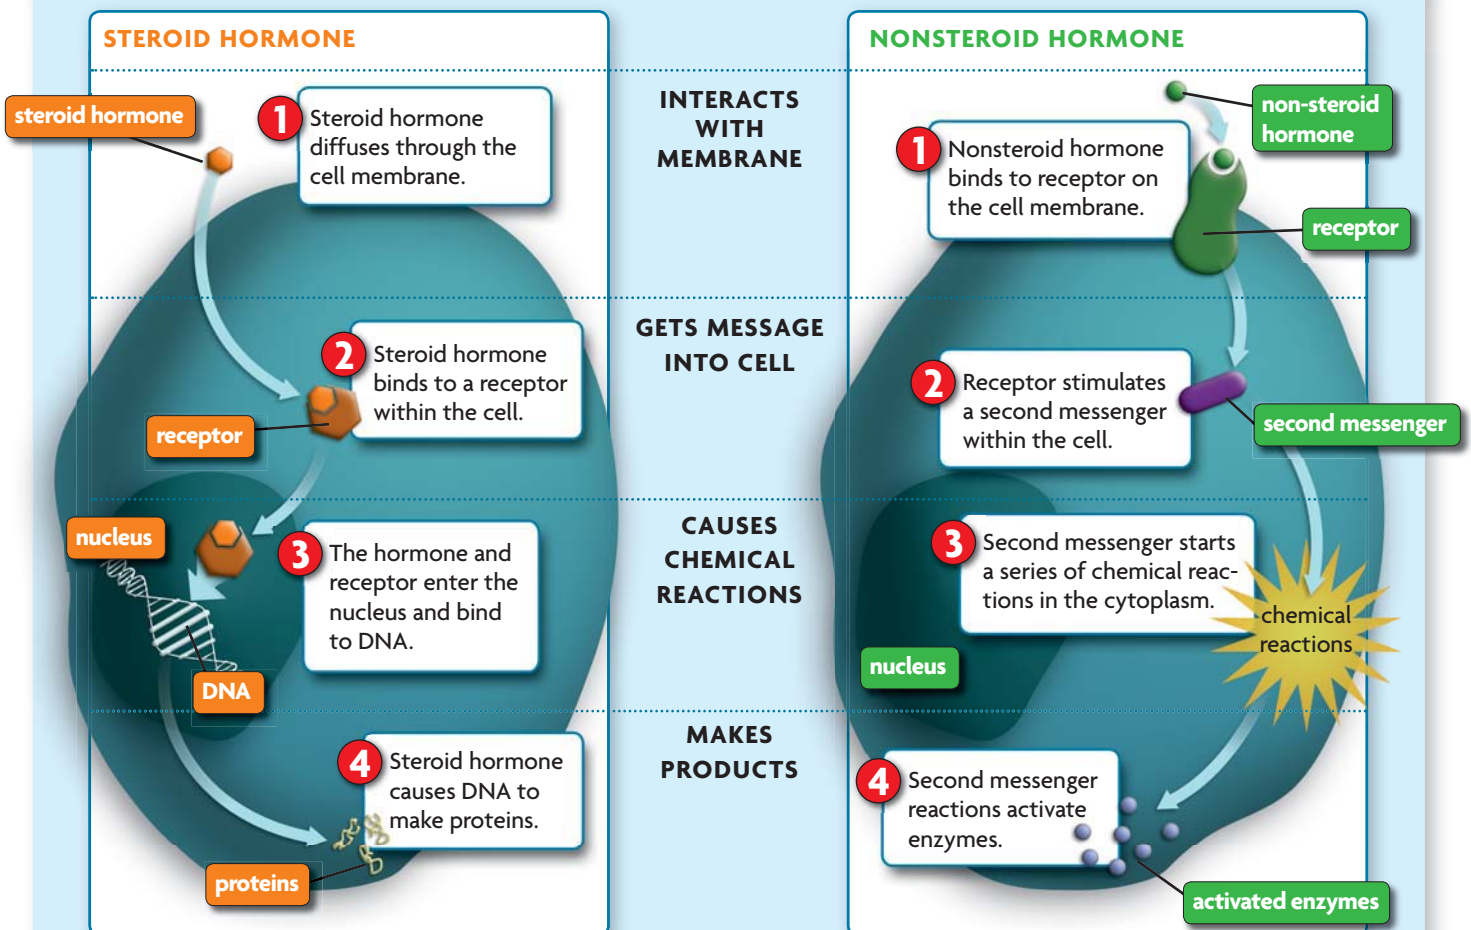 STEROID HORMONE
steroid hormone
1
Steroid hormone
diffuses through the
cell membrane.
2
Steroid hormone
binds to a receptor
within the cell.
receptor
nucleus
3
The hormone and
receptor enter the
nucleus and bind
to DNA.
DNA
4
Steroid hormone
causes DNA to
make proteins.
proteins
INTERACTS
WITH
MEMBRANE
GETS MESSAGE
INTO CELL
CAUSES
CHEMICAL
REACTIONS
MAKES
PRODUCTS
NONSTEROID HORMONE
non-steroid
hormone
1
Nonsteroid hormone
binds to receptor on
the cell membrane.
receptor
2
Receptor stimulates
a second messenger
within the cell.
second messenger
3
Second messenger starts
a series of chemical reac-
tions in the cytoplasm.
chemical
reactions
nucleus
4
Second messenger
reactions activate
enzymes.
activated enzymes